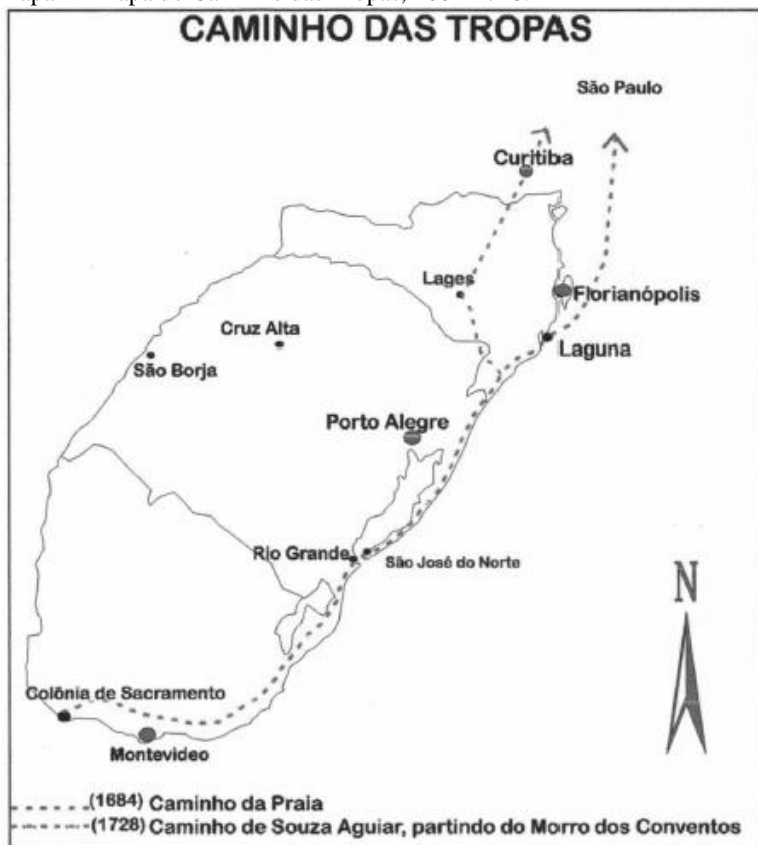 CAMINHO DAS TROPAS
São Paulo
Curitiba
Lages
Florianópolis
Cruz Alta
Laguna
São Borja
Porto Alegre
Rio Grande
São José do Norte
N
Colônia de Sacramento
Montevideo
(1684) Caminho da Praia
(1728) Caminho de Souza Aguiar, partindo do Morro dos Conventos